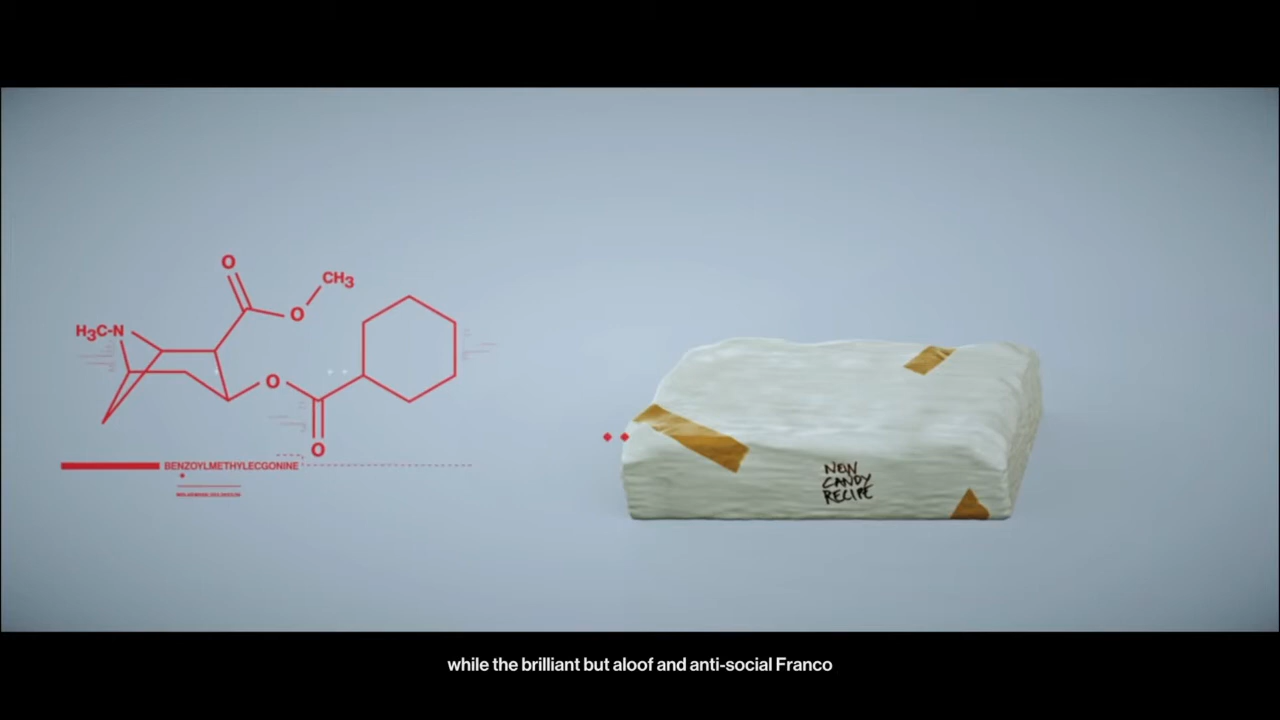 O
CH3
H3C-N
O
O
O
BENZOYLMETHYLECGONINE
NEW
CANDY
RECIPE
while the brilliant but aloof and anti-social Franco